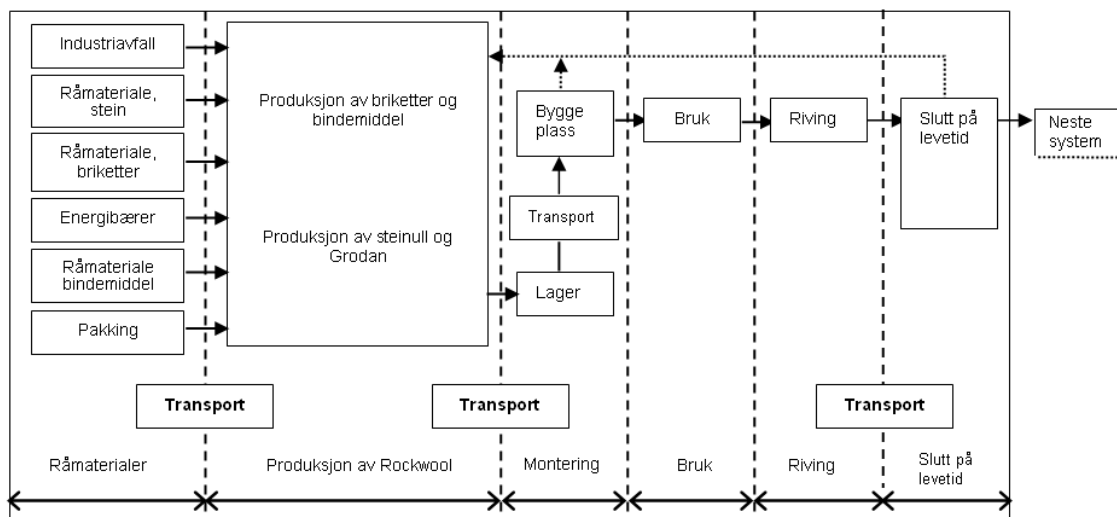 Industriavfall
Råmateriale,
stein
Råmateriale,
briketter
Energibærer
Råmateriale
bindemiddel
Pakking
Produksjon av briketter og
bindemiddel
Produksjon av steinull og
Grodan
Bygge
plass
Transport
Lager
Bruk
Riving
Slutt på
levetid
Neste
system
Transport
Transport
Transport
Råmaterialer
Produksjon av Rockwool
Montering
Bruk
Riving
Slutt på
levetid